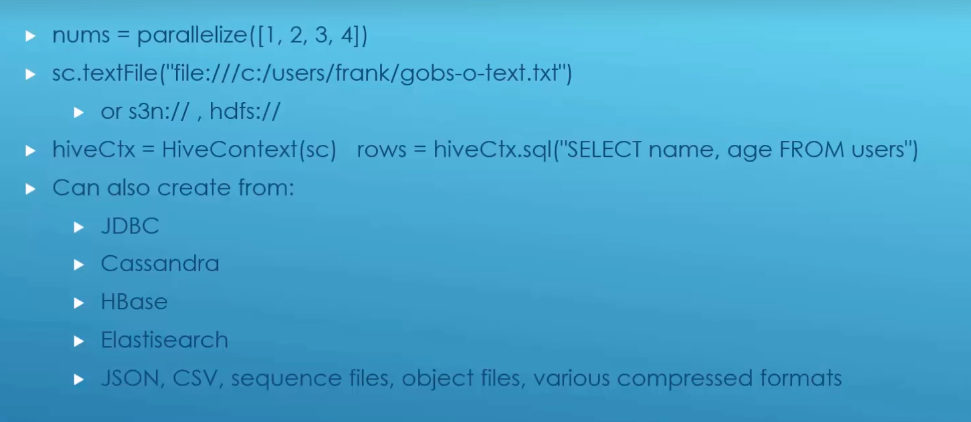 nums = parallelize([1, 2, 3, 4])
sc.textFile("file:///c:/users/frank/gobs-o-text.txt")
or s3n:// , hdfs://
hiveCtx = HiveContext(sc) rows = hiveCtx.sql("SELECT name, age FROM users")
Can also create from:
JDBC
Cassandra
HBase
Elastisearch
JSON, CSV, sequence files, object files, various compressed formats